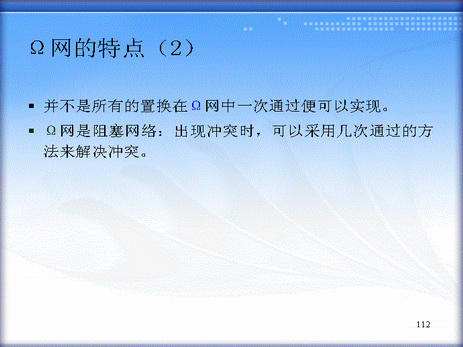 Ω网的特点（2）
▪ 并不是所有的置换在Ω网中一次通过便可以实现。
▪ Ω网是阻塞网络：出现冲突时，可以采用几次通过的方
法来解决冲突。
112